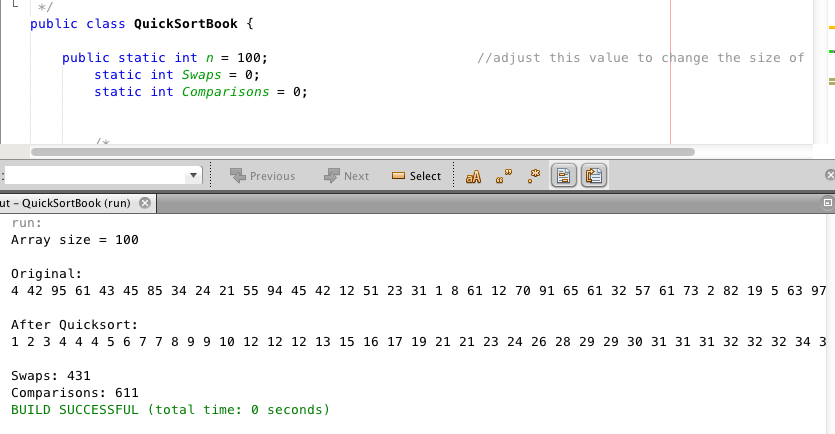 */
public class QuickSortBook {
public static int n = 100; //adjust this value to change the size of
static int Swaps = 0;
static int Comparisons = 0;
/*
: Previous Next Select aA “” .*
ut – QuickSortBook (run)
run:
Array size = 100
Original:
4 42 95 61 43 45 85 34 24 21 55 94 45 42 12 51 23 31 1 8 61 12 70 91 65 61 32 57 61 73 2 82 19 5 63 97
After Quicksort:
1 2 3 4 4 4 5 6 7 7 8 9 9 10 12 12 12 13 15 16 17 19 21 21 23 24 26 28 29 29 30 31 31 31 32 32 32 34 3
Swaps: 431
Comparisons: 611
BUILD SUCCESSFUL (total time: 0 seconds)